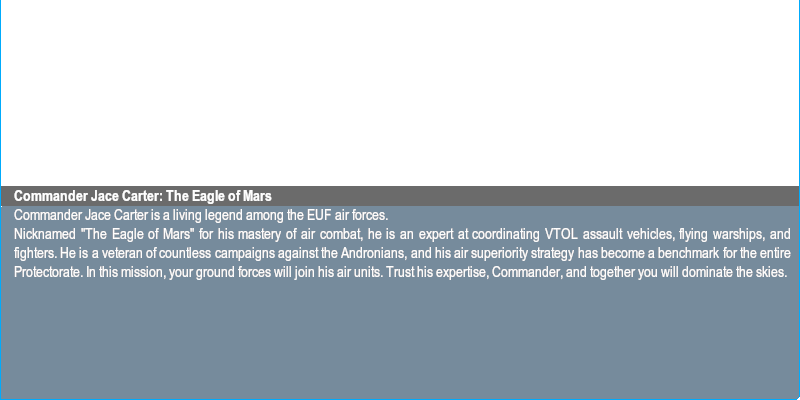 Commander Jace Carter: The Eagle of Mars
Commander Jace Carter is a living legend among the EUF air forces.
Nicknamed "The Eagle of Mars" for his mastery of air combat, he is an expert at coordinating VTOL assault vehicles, flying warships, and
fighters. He is a veteran of countless campaigns against the Andronians, and his air superiority strategy has become a benchmark for the entire
Protectorate. In this mission, your ground forces will join his air units. Trust his expertise, Commander, and together you will dominate the skies.